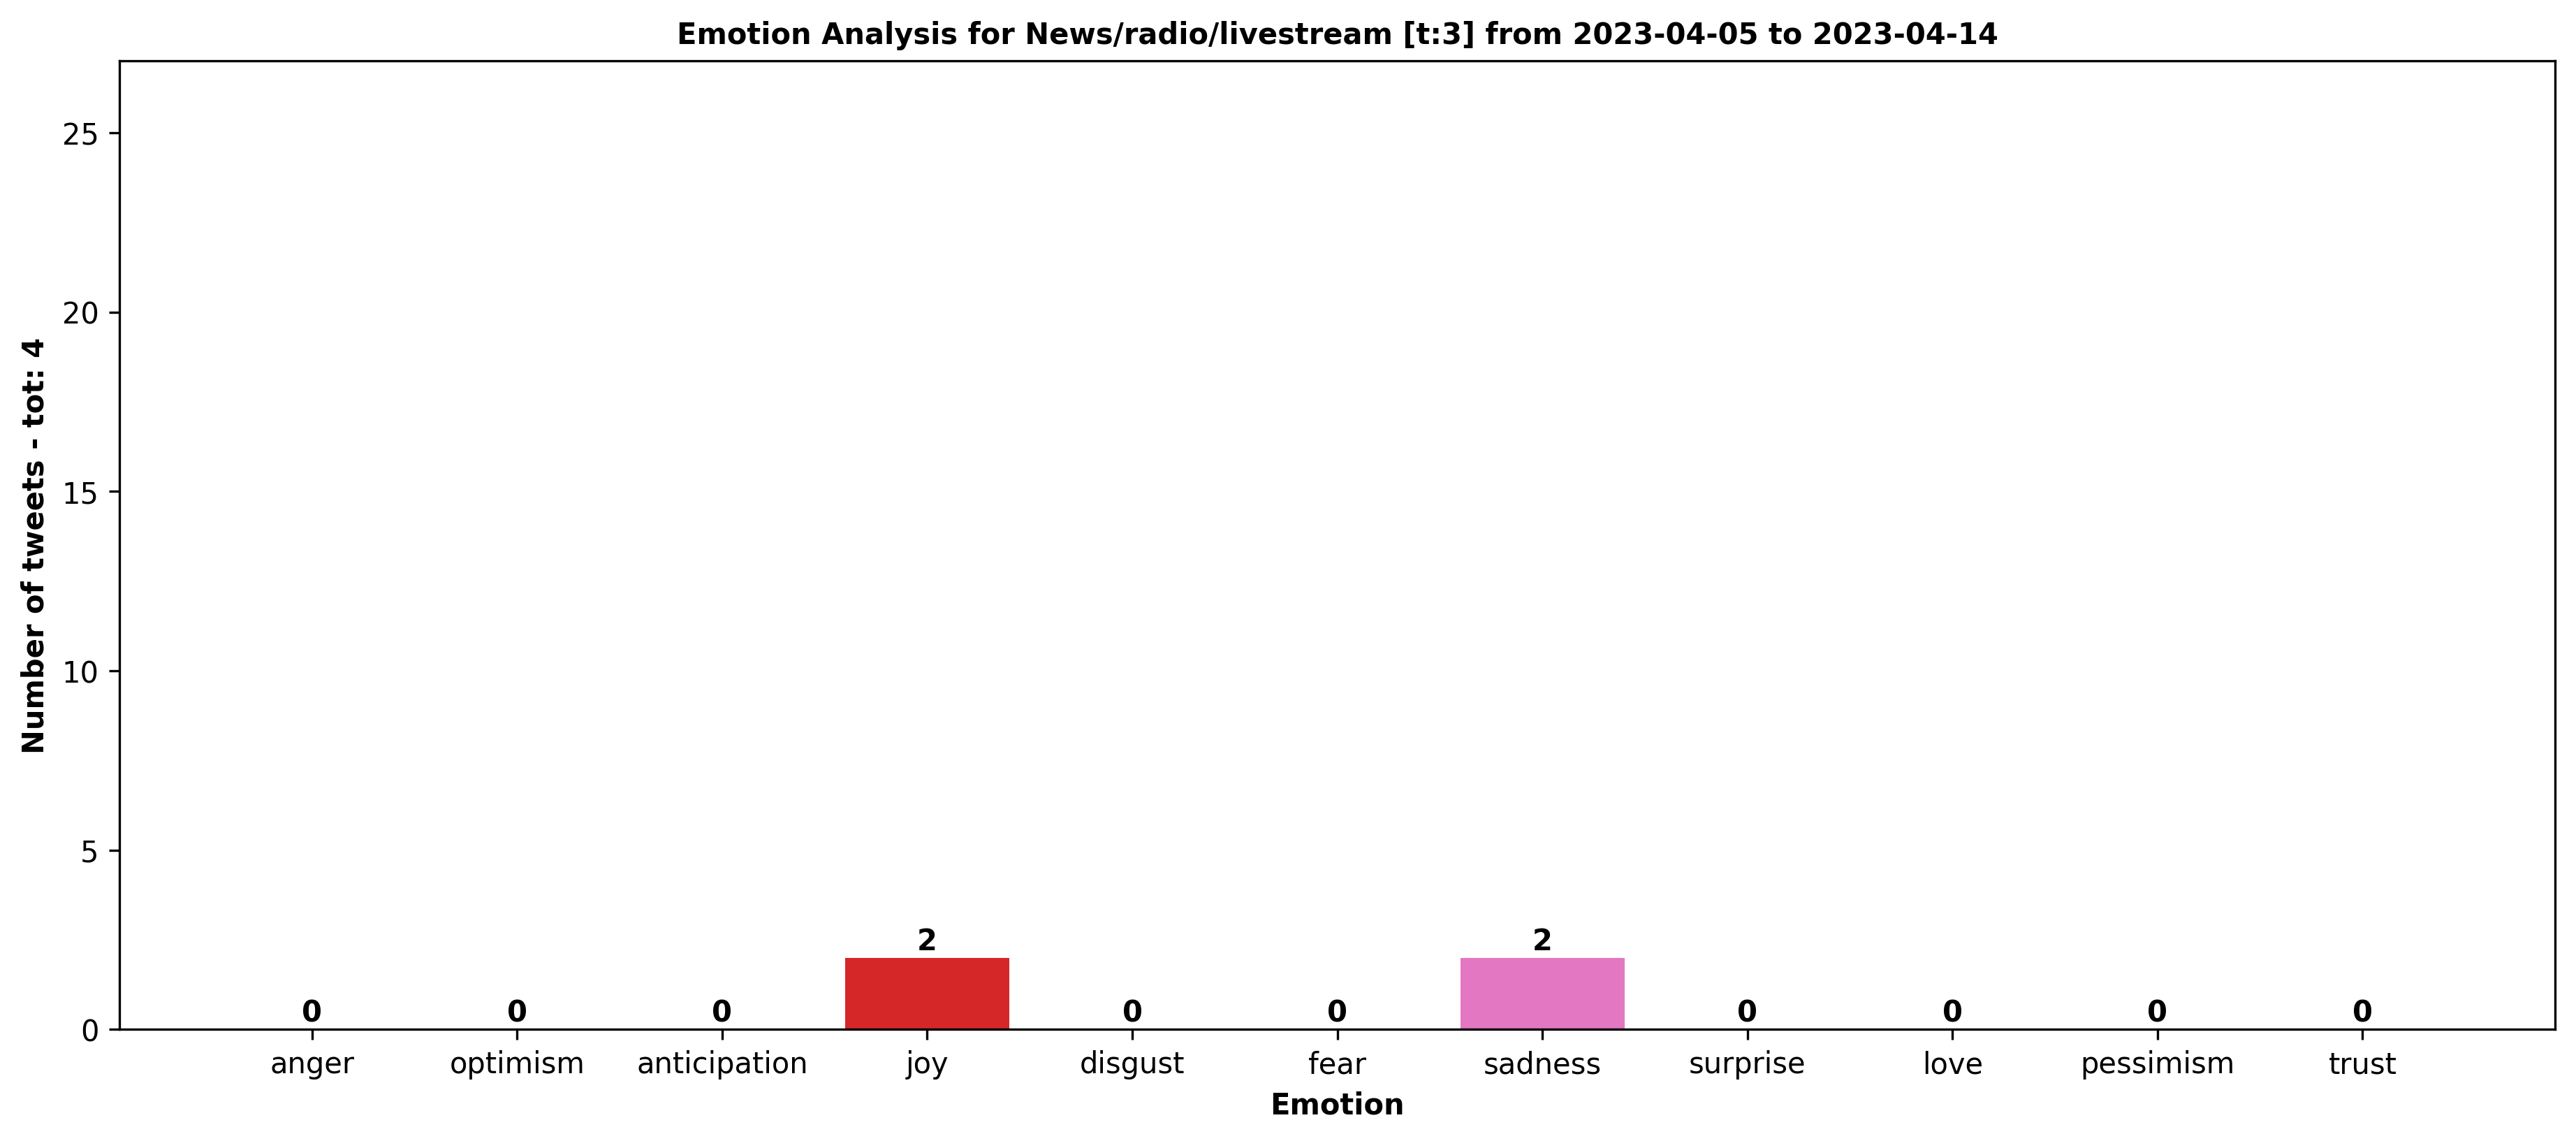 Emotion Analysis for News/radio/livestream [t:3] from 2023-04-05 to 2023-04-14
Number of tweets - tot: 4
25
20
15
10
5
0
0 0 0 2 0 0 2 0 0 0 0
anger optimism anticipation joy disgust fear sadness surprise love pessimism trust
Emotion